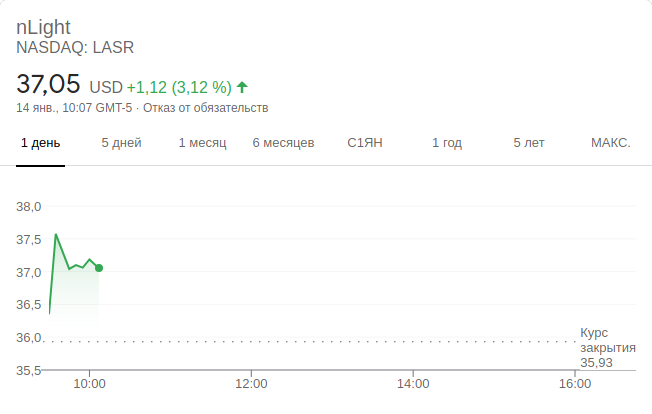 nLight
NASDAQ: LASR
37,05 USD +1,12 (3,12 %)
14 янв., 10:07 GMT-5 · Отказ от обязательств
1 день 5 дней 1 месяц 6 месяцев С1ЯН 1 год 5 лет МАКС.
38,0
37,5
37,0
36,5
36,0
35,5
Курс
закрытия
35,93
10:00 12:00 14:00 16:00